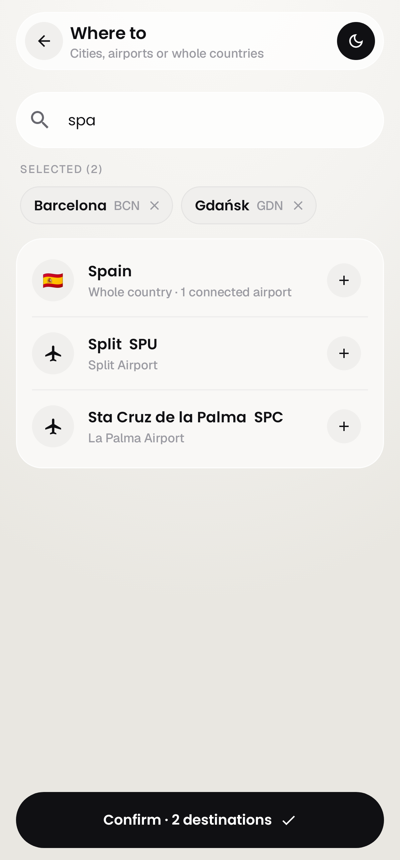 Where to
Cities, airports or whole countries
spa
SELECTED (2)
Barcelona BCN
Gdańsk GDN
Spain
Whole country · 1 connected airport
Split SPU
Split Airport
Sta Cruz de la Palma SPC
La Palma Airport
Confirm · 2 destinations